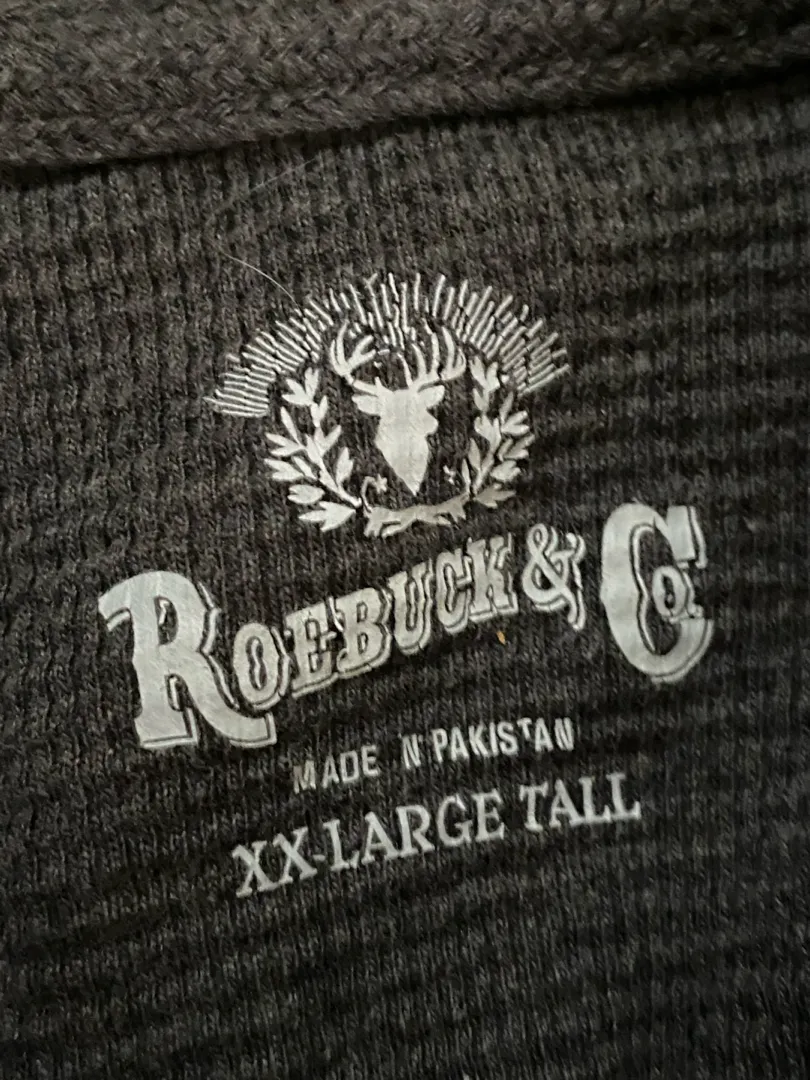 ROEBUCK & Co.
MADE N PAKISTAN
XX-LARGE TALL